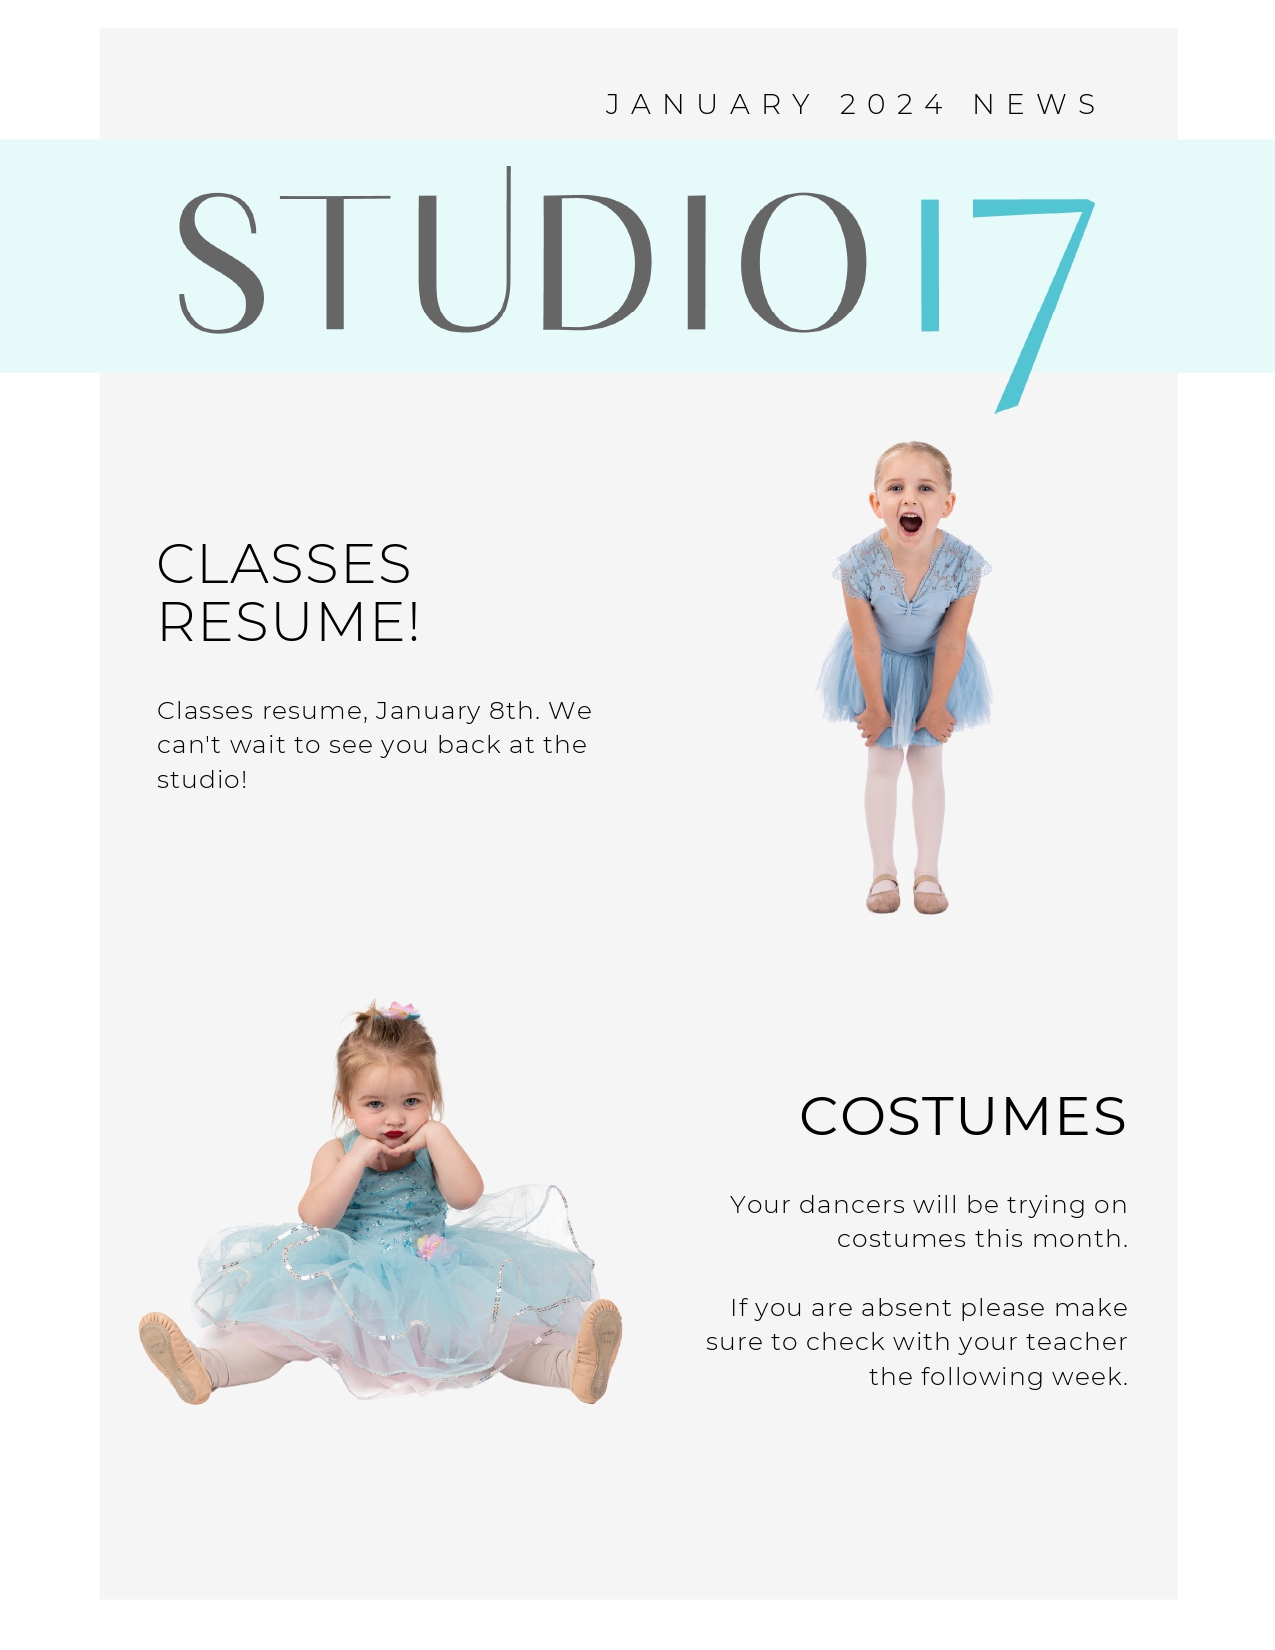 JANUARY 2024 NEWS
STUDIO 17
CLASSES
RESUME!
Classes resume, January 8th. We
can't wait to see you back at the
studio!
COSTUMES
Your dancers will be trying on
costumes this month.
If you are absent please make
sure to check with your teacher
the following week.